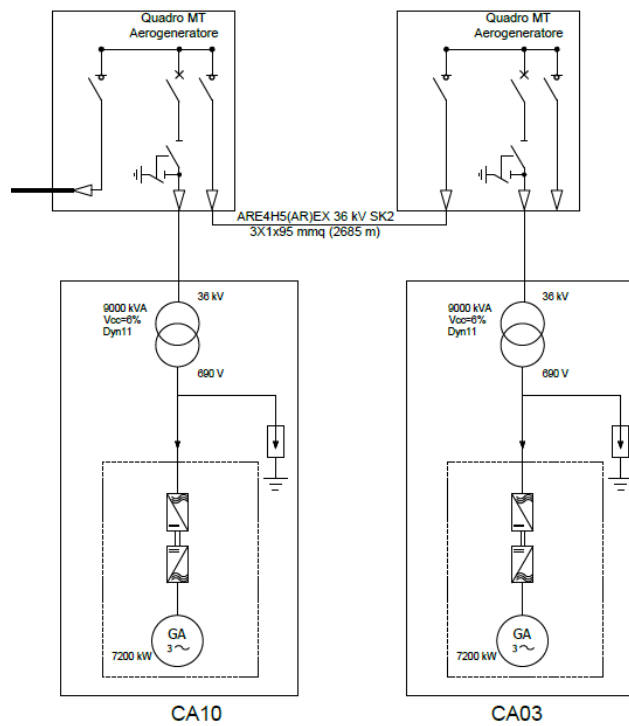 Quadro MT
Aerogeneratore
Quadro MT
Aerogeneratore
ARE4H5(AR)EX 36 kV SK2
3X1x95 mmq (2685 m)
9000 kVA
Vcc=6%
Dyn11
36 kV
690 V
9000 kVA
Vcc=6%
Dyn11
36 kV
690 V
GA
3
7200 kW
GA
3
7200 kW
CA10
CA03